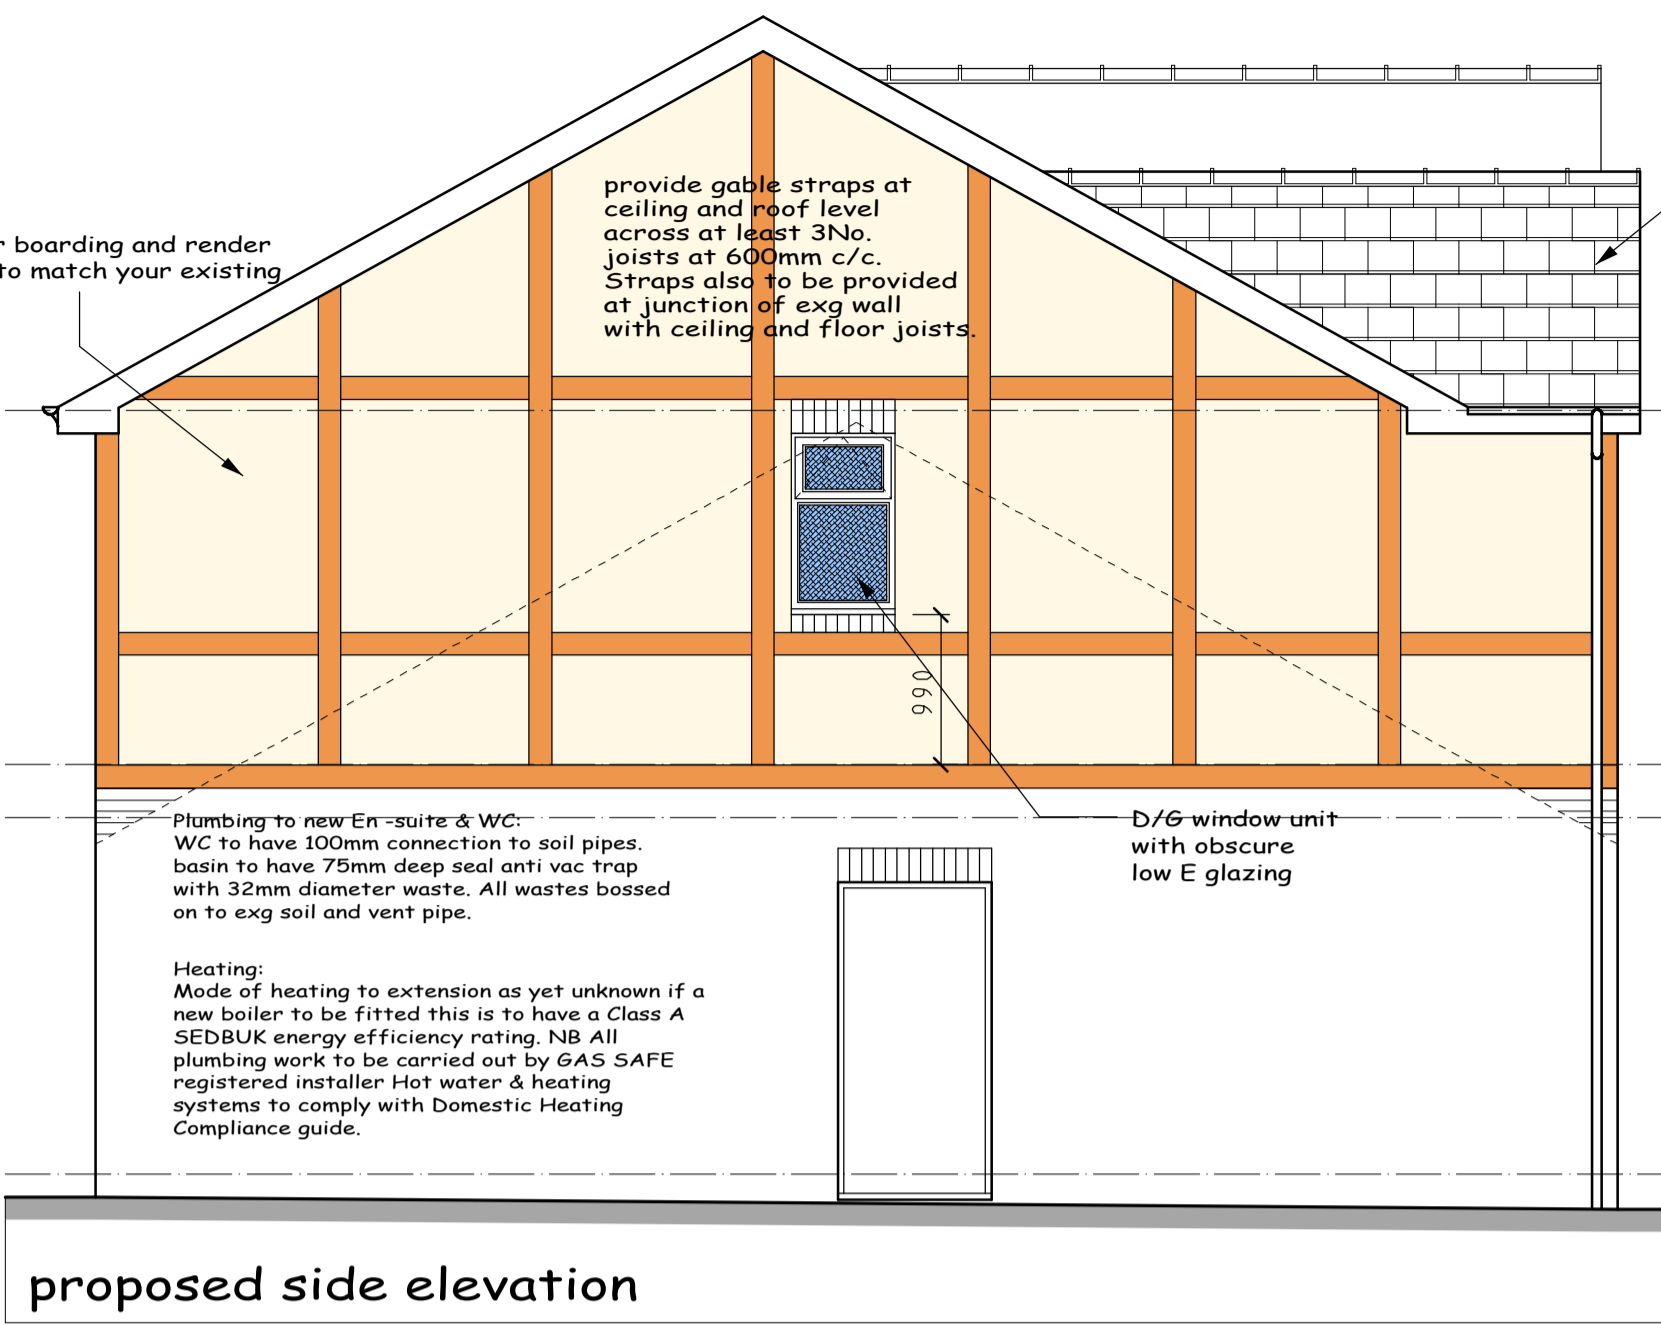 provide gable straps at
ceiling and roof level
across at least 3No.
joists at 600mm c/c.
Straps also to be provided
at junction of exg wall
with ceiling and floor joists.
boarding and render
to match your existing
990
Plumbing to new En -suite & WC:
WC to have 100mm connection to soil pipes.
basin to have 75mm deep seal anti vac trap
with 32mm diameter waste. All wastes bossed
on to exg soil and vent pipe.
D/G window unit
with obscure
low E glazing
Heating:
Mode of heating to extension as yet unknown if a
new boiler to be fitted this is to have a Class A
SEDBUK energy efficiency rating. NB All
plumbing work to be carried out by GAS SAFE
registered installer Hot water & heating
systems to comply with Domestic Heating
Compliance guide.
proposed side elevation